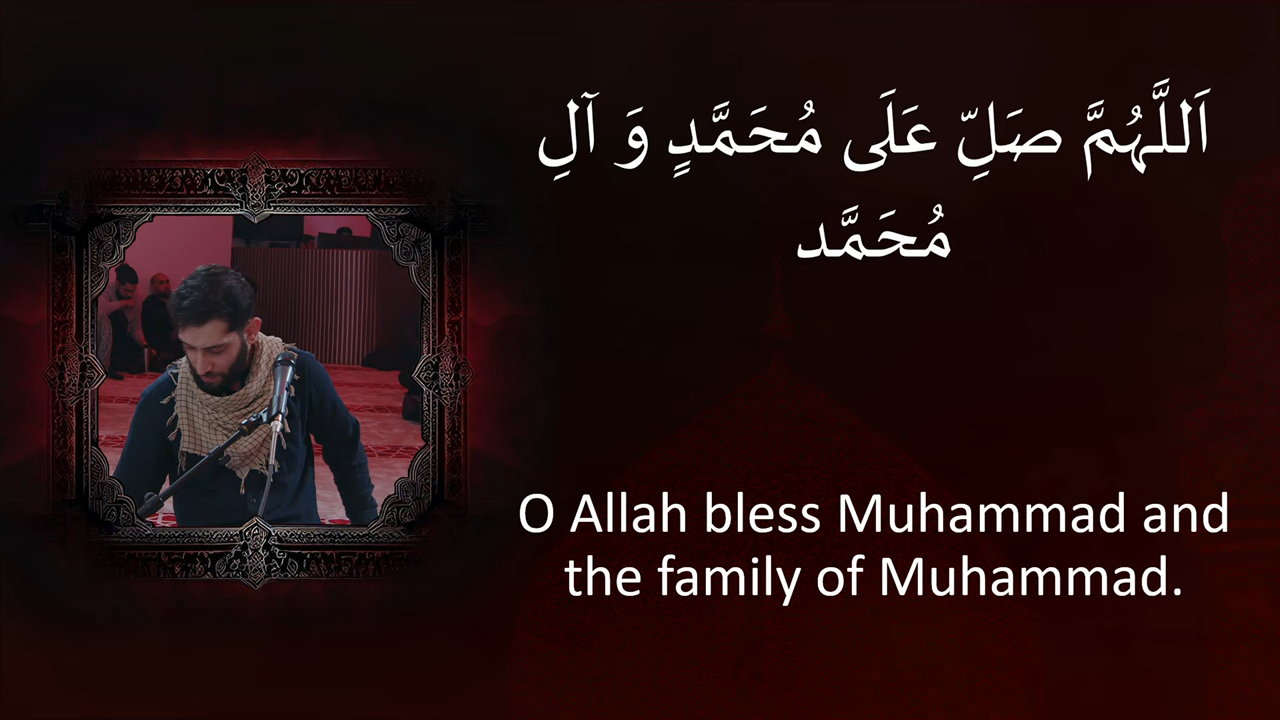 اَللَّهُمَّ صَلِّ عَلَى مُحَمَّدٍ وَ آلِ
مُحَمَّد
O Allah bless Muhammad and
the family of Muhammad.